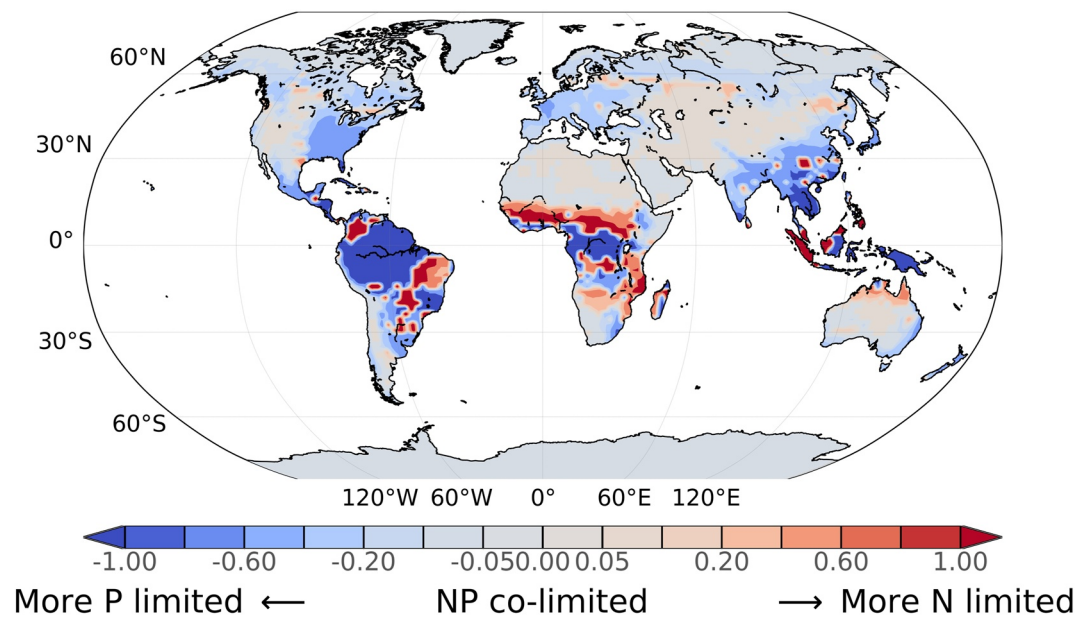 60°N
30°N
0°
30°S
60°S
120°W 60°W 0° 60°E 120°E
-1.00 -0.60 -0.20 -0.05 0.00 0.05 0.20 0.60 1.00
More P limited ← NP co-limited → More N limited